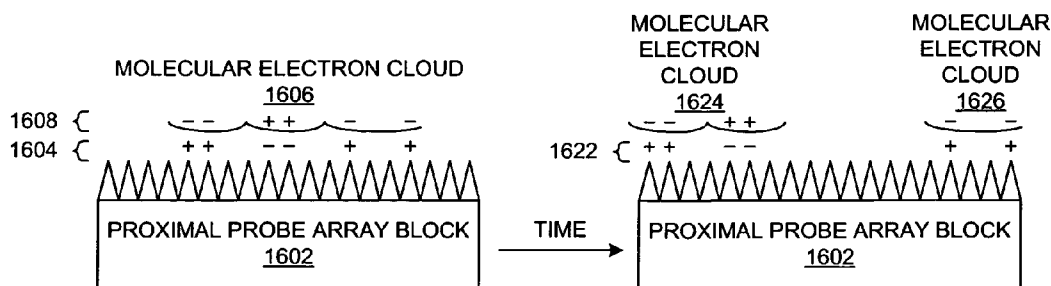 MOLECULAR ELECTRON CLOUD
1606
1608 { − − + + − −
1604 { + + − − + +
PROXIMAL PROBE ARRAY BLOCK
1602
TIME
MOLECULAR
ELECTRON
CLOUD
1624
MOLECULAR
ELECTRON
CLOUD
1626
− − + + − −
1622 { + + − − + +
PROXIMAL PROBE ARRAY BLOCK
1602